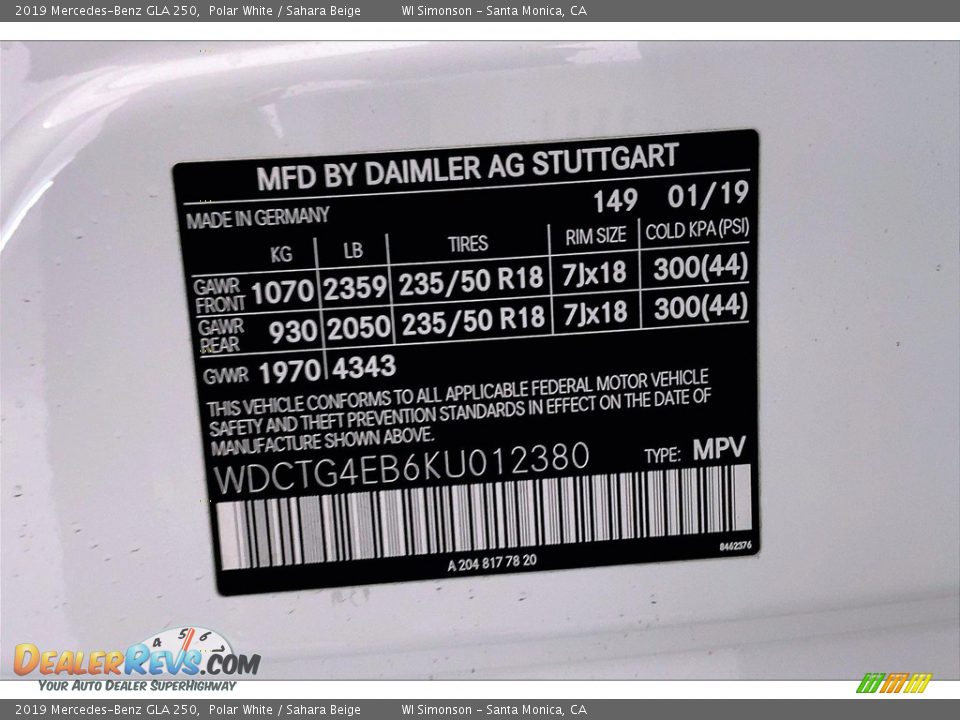 2019 Mercedes-Benz GLA 250,  Polar White / Sahara Beige        WI Simonson - Santa Monica, CA
MFD BY DAIMLER AG STUTTGART
MADE IN GERMANY 149 01/19
KG LB TIRES RIM SIZE COLD KPA (PSI)
GAWR FRONT 1070 2359 235/50 R18 7Jx18 300(44)
GAWR REAR 930 2050 235/50 R18 7Jx18 300(44)
GVWR 1970 4343
THIS VEHICLE CONFORMS TO ALL APPLICABLE FEDERAL MOTOR VEHICLE
SAFETY AND THEFT PREVENTION STANDARDS IN EFFECT ON THE DATE OF
MANUFACTURE SHOWN ABOVE.
WDCTG4EB6KU012380 TYPE: MPV
A 204 817 78 20 8462376
4 5 6
DealerRevs.com
Your Auto Dealer SuperHighway
2019 Mercedes-Benz GLA 250,  Polar White / Sahara Beige        WI Simonson - Santa Monica, CA